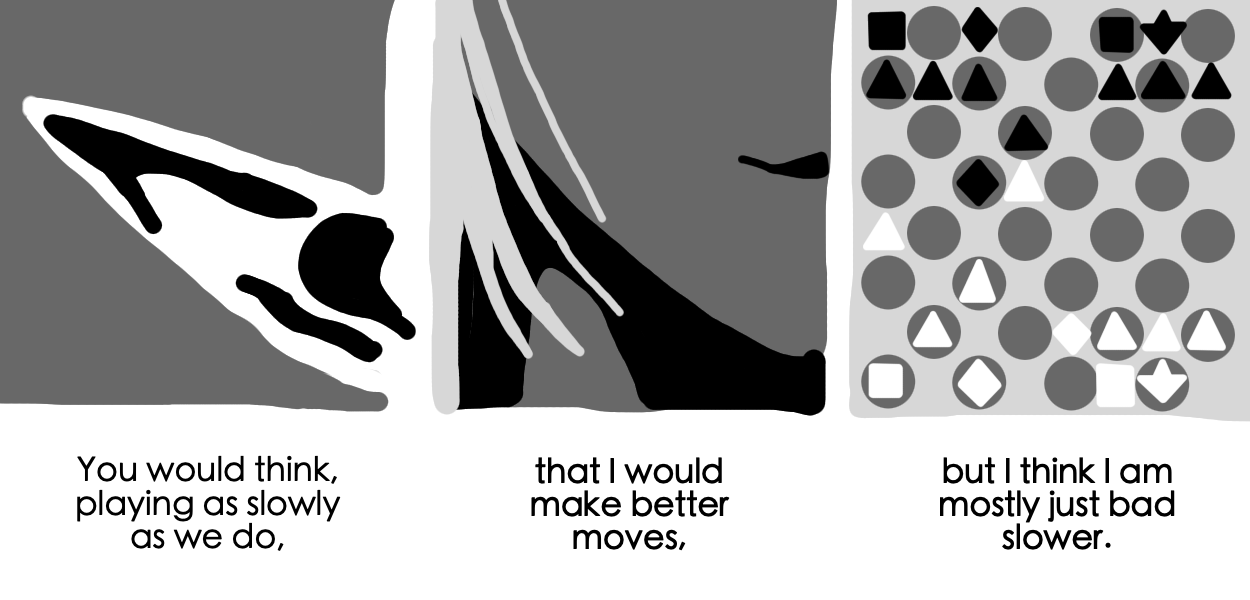 You would think,
playing as slowly
as we do,
that I would
make better
moves,
but I think I am
mostly just bad
slower.